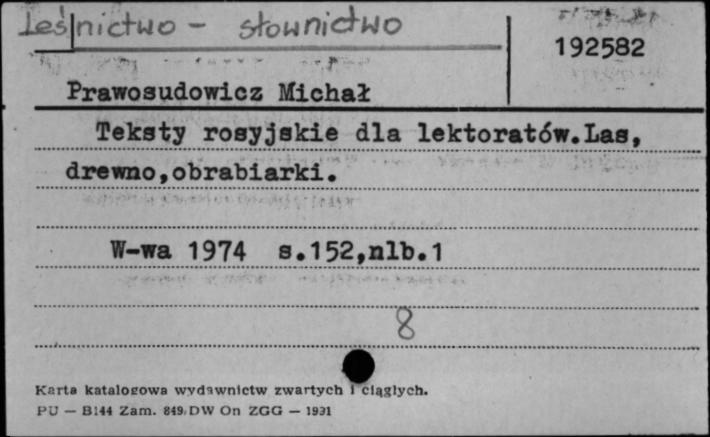 Leśnictwo - słownictwo
192582
Prawosudowicz Michał
Teksty rosyjskie dla lektoratów.Las,
drewno,obrabiarki.
W-wa 1974 s.152,nlb.1
8
Karta katalogowa wydawnictw zwartych i ciągłych.
PU — B144 Zam. 849/DW On ZGG — 1931